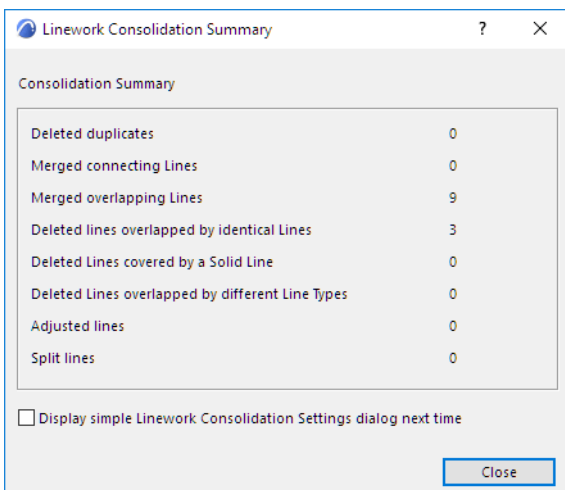 Linework Consolidation Summary ?
Consolidation Summary
Deleted duplicates 0
Merged connecting Lines 0
Merged overlapping Lines 9
Deleted lines overlapped by identical Lines 3
Deleted Lines covered by a Solid Line 0
Deleted Lines overlapped by different Line Types 0
Adjusted lines 0
Split lines 0
Display simple Linework Consolidation Settings dialog next time
Close